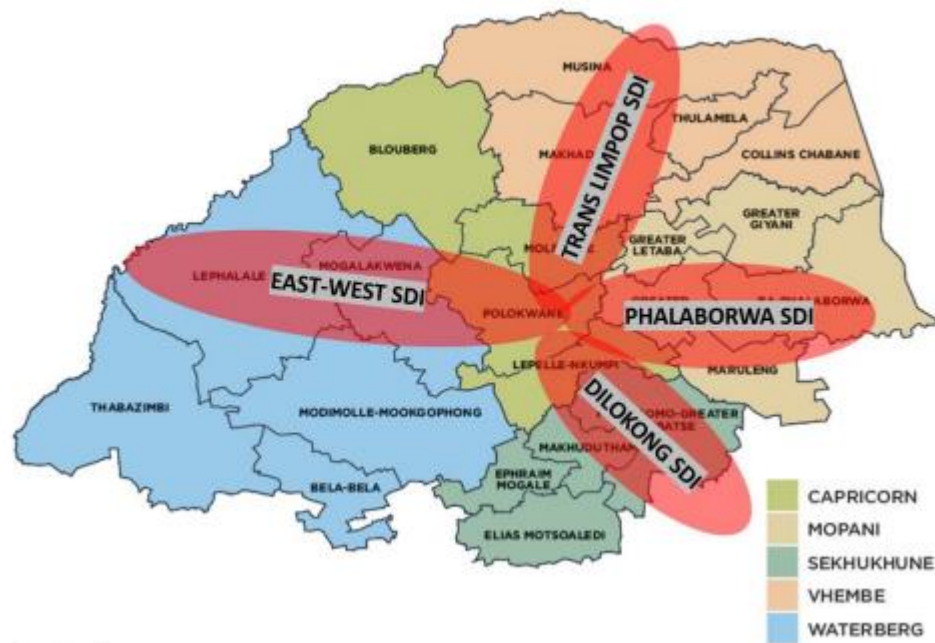 MUSINA
TRANS LIMPOP SDI
THULAMELA
BLOUBERG
MAKHAD
COLLINS CHABANE
GREATER
GIYANI
GREATER
LETABA
LEPHALALE
MOGALAKWENA
EAST-WEST SDI
POLOKWANE
PHALABORWA SDI
LEPELLE-NKUMPI
MARULENG
THABAZIMBI
MODIMOLLE-MOOKGOPHONG
DILOKONG SDI
OMO-GREATER
MAKHUDUTHAM
EPHRAIM
MOGALE
BELA-BELA
ELIAS MOTSOALEDI
CAPRICORN
MOPANI
SEKHUKHUNE
VHEMBE
WATERBERG